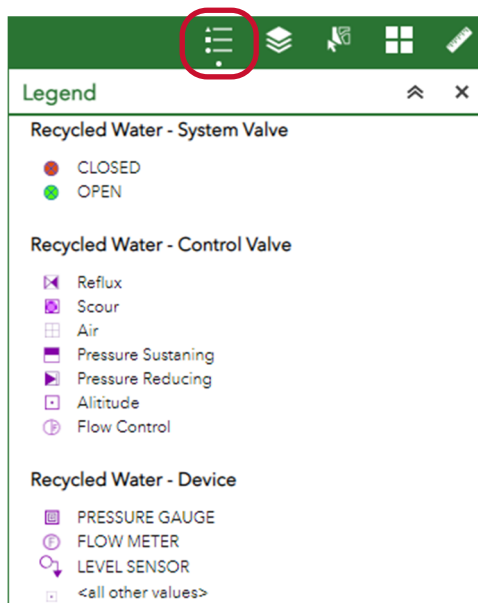 Legend
Recycled Water - System Valve
CLOSED
OPEN
Recycled Water - Control Valve
Reflux
Scour
Air
Pressure Sustaning
Pressure Reducing
Alititude
Flow Control
Recycled Water - Device
PRESSURE GAUGE
FLOW METER
LEVEL SENSOR
<all other values>